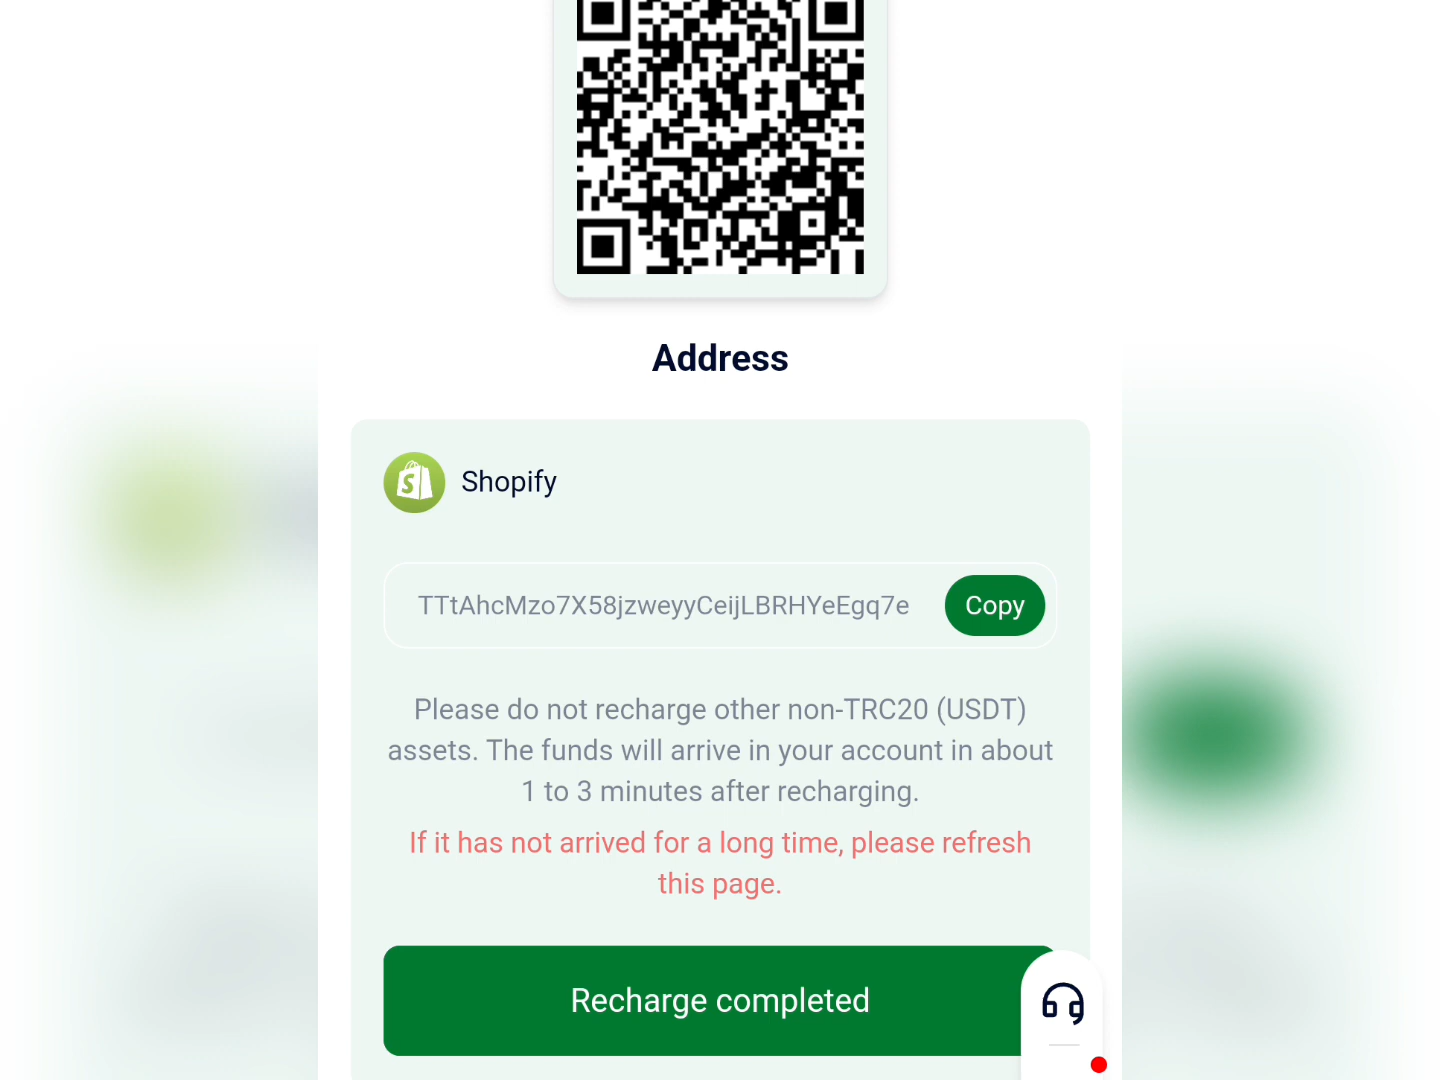 Address
Shopify
TTtAhcMzo7X58jzweyyCeijLBRHYeEgq7e
Copy
Please do not recharge other non-TRC20 (USDT)
assets. The funds will arrive in your account in about
1 to 3 minutes after recharging.
If it has not arrived for a long time, please refresh
this page.
Recharge completed